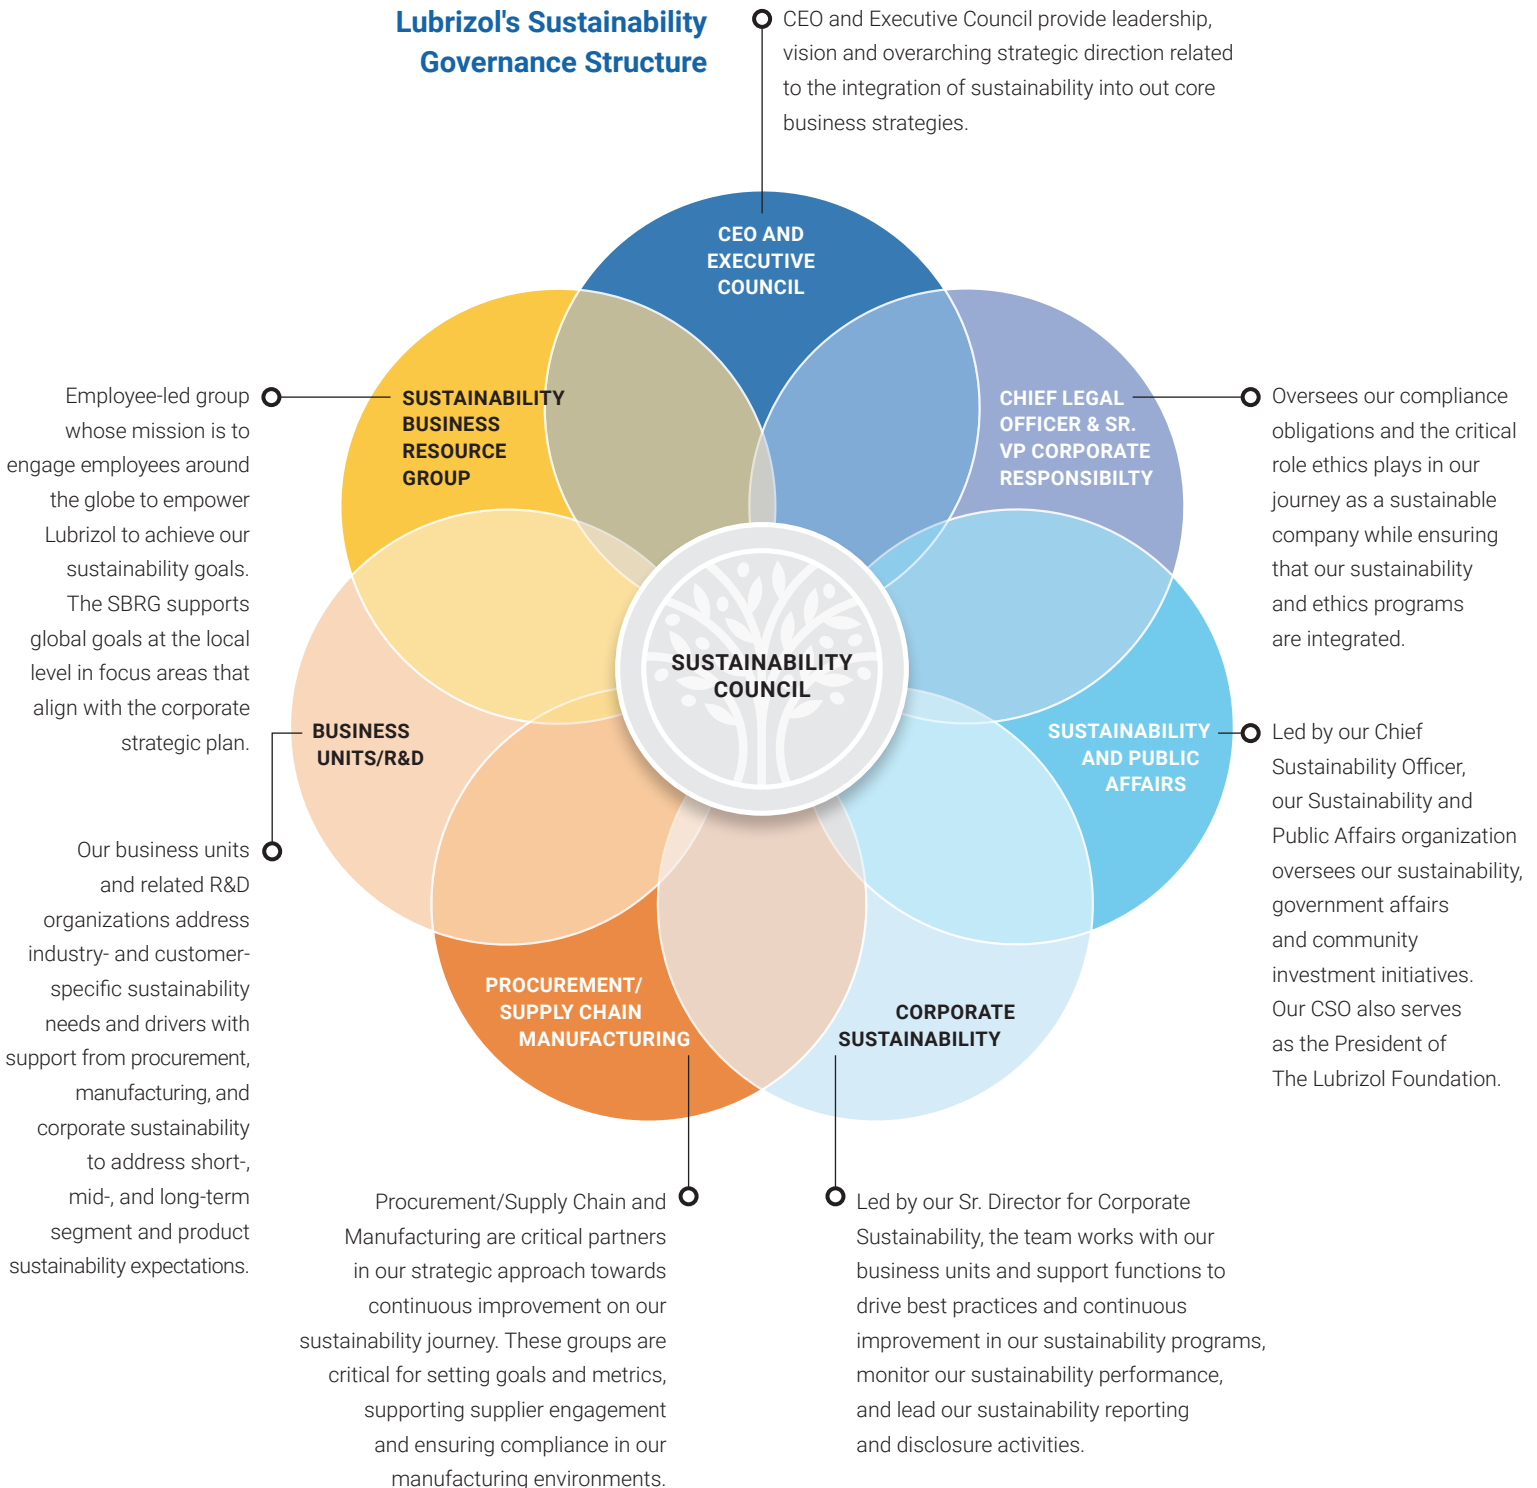 Lubrizol's Sustainability
Governance Structure
CEO and Executive Council provide leadership,
vision and overarching strategic direction related
to the integration of sustainability into out core
business strategies.
CEO AND
EXECUTIVE
COUNCIL
SUSTAINABILITY
BUSINESS
RESOURCE
GROUP
CHIEF LEGAL
OFFICER & SR.
VP CORPORATE
RESPONSIBILTY
Employee-led group
whose mission is to
engage employees around
the globe to empower
Lubrizol to achieve our
sustainability goals.
The SBRG supports
global goals at the local
level in focus areas that
align with the corporate
strategic plan.
Oversees our compliance
obligations and the critical
role ethics plays in our
journey as a sustainable
company while ensuring
that our sustainability
and ethics programs
are integrated.
SUSTAINABILITY
COUNCIL
BUSINESS
UNITS/R&D
SUSTAINABILITY
AND PUBLIC
AFFAIRS
Led by our Chief
Sustainability Officer,
our Sustainability and
Public Affairs organization
oversees our sustainability,
government affairs
and community
investment initiatives.
Our CSO also serves
as the President of
The Lubrizol Foundation.
Our business units
and related R&D
organizations address
industry- and customer-
specific sustainability
needs and drivers with
support from procurement,
manufacturing, and
corporate sustainability
to address short-,
mid-, and long-term
segment and product
sustainability expectations.
PROCUREMENT/
SUPPLY CHAIN
MANUFACTURING
CORPORATE
SUSTAINABILITY
Procurement/Supply Chain and
Manufacturing are critical partners
in our strategic approach towards
continuous improvement on our
sustainability journey. These groups are
critical for setting goals and metrics,
supporting supplier engagement
and ensuring compliance in our
manufacturing environments.
Led by our Sr. Director for Corporate
Sustainability, the team works with our
business units and support functions to
drive best practices and continuous
improvement in our sustainability programs,
monitor our sustainability performance,
and lead our sustainability reporting
and disclosure activities.